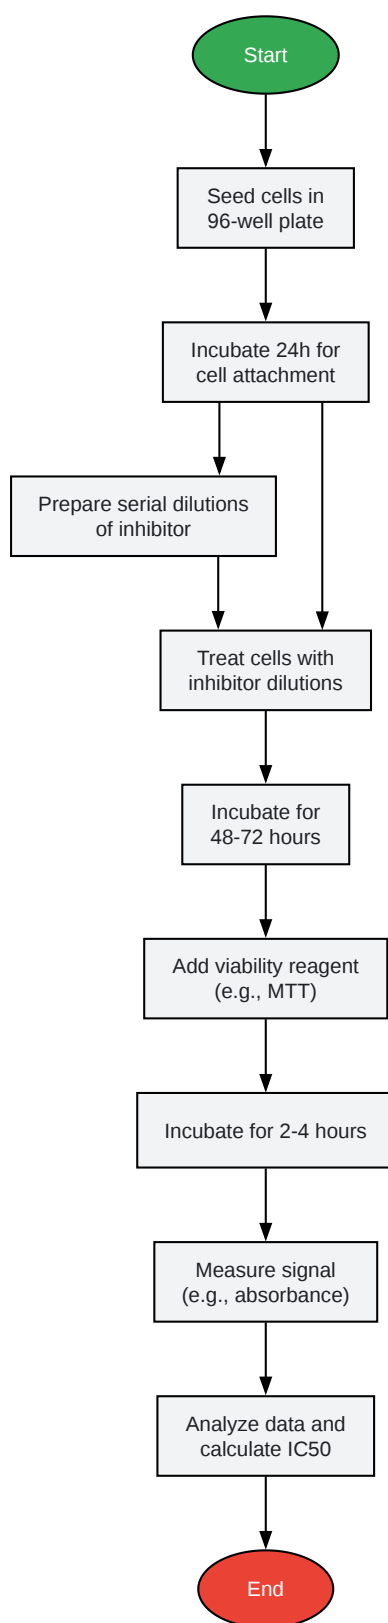 Start
Seed cells in
96-well plate
Incubate 24h for
cell attachment
Prepare serial dilutions
of inhibitor
Treat cells with
inhibitor dilutions
Incubate for
48-72 hours
Add viability reagent
(e.g., MTT)
Incubate for 2-4 hours
Measure signal
(e.g., absorbance)
Analyze data and
calculate IC50
End